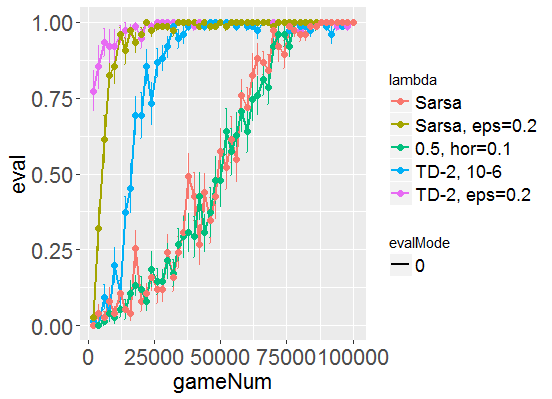 1.00
0.75
0.50
0.25
0.00
eval
0 25000 50000 75000 100000
gameNum
lambda
Sarsa
Sarsa, eps=0.2
0.5, hor=0.1
TD-2, 10-6
TD-2, eps=0.2
evalMode
0